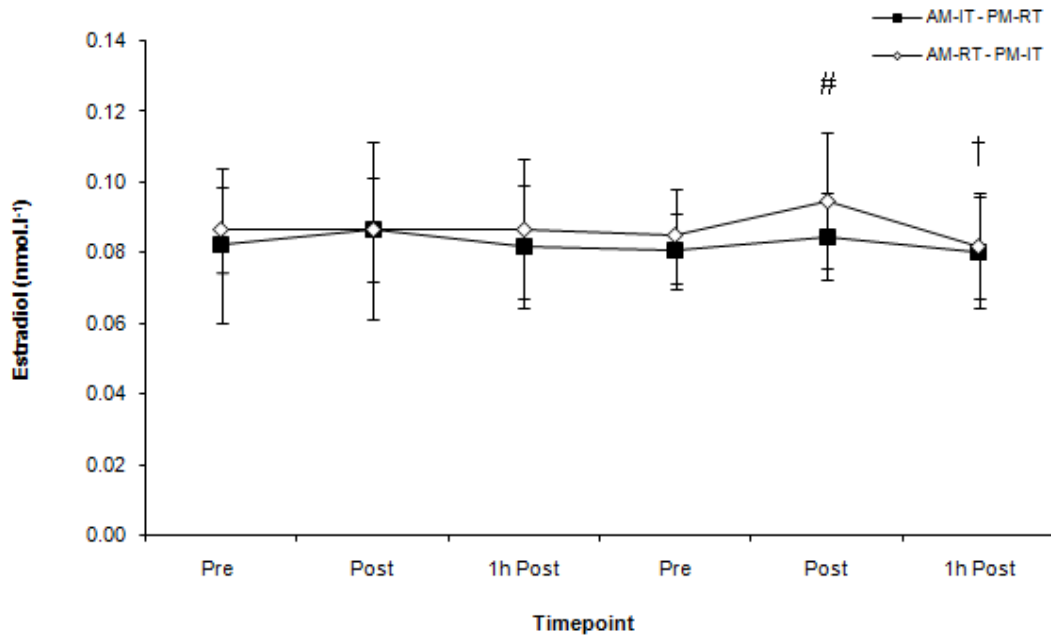 AM-IT - PM-RT
AM-RT - PM-IT
0.14
0.12
0.10
0.08
0.06
0.04
0.02
0.00
Estradiol (nmol.l⁻¹)
#
†
Pre Post 1h Post Pre Post 1h Post
Timepoint